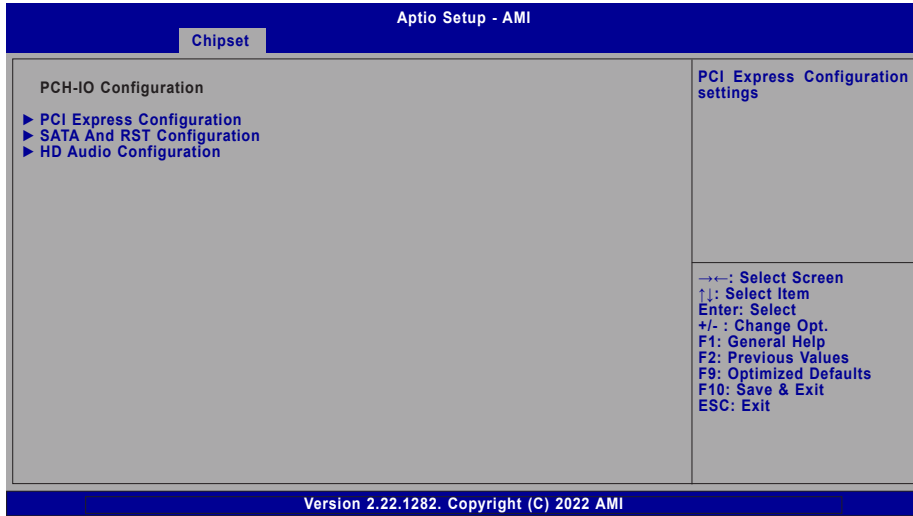 Aptio Setup - AMI
Chipset
PCH-IO Configuration
► PCI Express Configuration
► SATA And RST Configuration
► HD Audio Configuration
PCI Express Configuration
settings
→←: Select Screen
↑↓: Select Item
Enter: Select
+/- : Change Opt.
F1: General Help
F2: Previous Values
F9: Optimized Defaults
F10: Save & Exit
ESC: Exit
Version 2.22.1282. Copyright (C) 2022 AMI